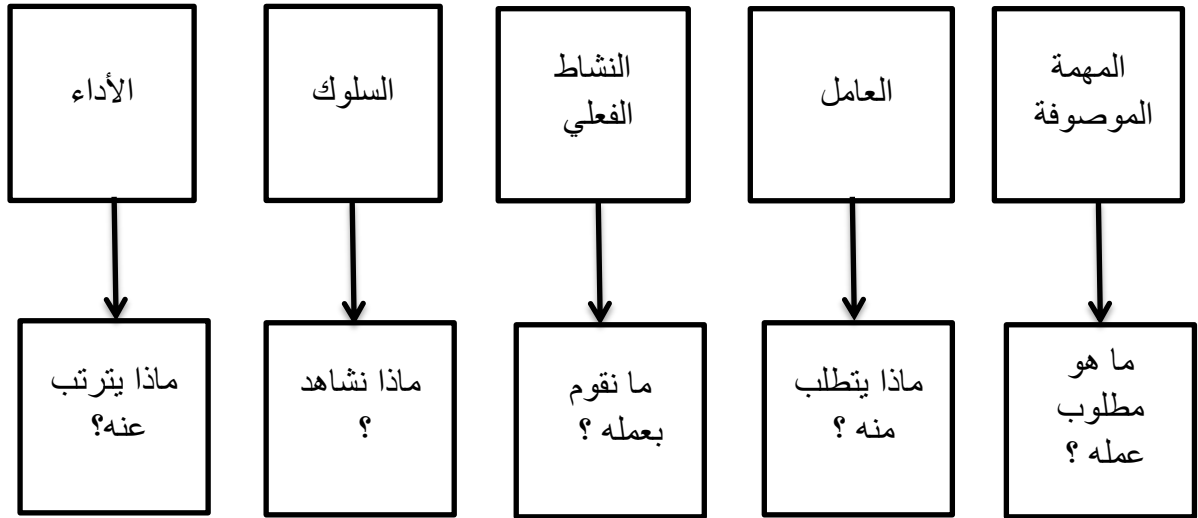 المهمة
الموصوفة
العامل
النشاط
الفعلي
السلوك
الأداء
ما هو
مطلوب
عمله ؟
ماذا يتطلب
منه ؟
ما نقوم
بعمله ؟
ماذا نشاهد
؟
ماذا يترتب
عنه؟